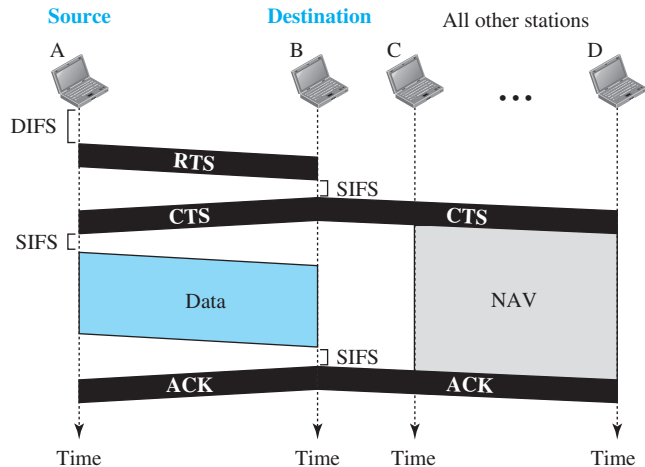 Source
Destination
All other stations
A
B
C
D
...
DIFS
RTS
SIFS
CTS
CTS
SIFS
Data
NAV
SIFS
ACK
ACK
Time
Time
Time
Time